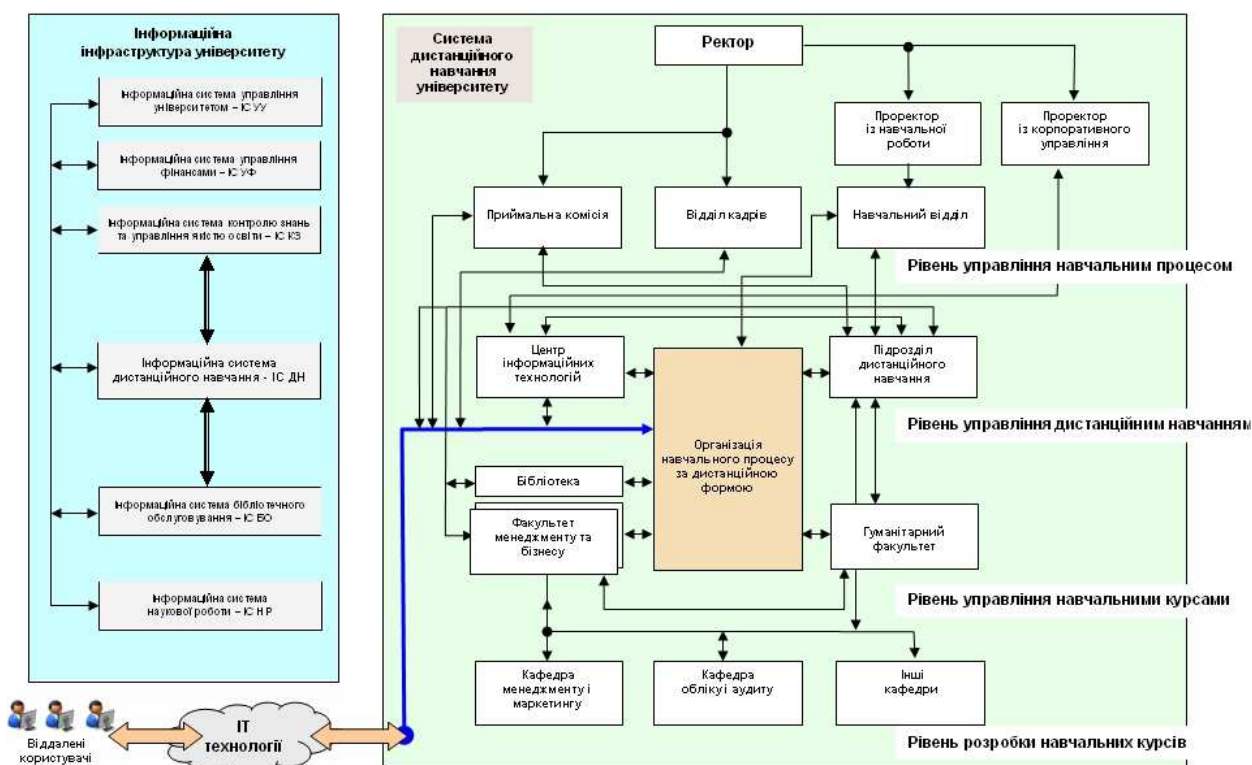 Інформаційна
інфраструктура університету
Інформаційна система управління
університетом – ІС УУ
Інформаційна система управління
фінансами – ІС УФ
Інформаційна система контролю знань
та управління якістю освіти – ІС КЗ
Інформаційна система
дистанційного навчання - ІС ДН
Інформаційна система бібліотечного
обслуговування – ІС БО
Інформаційна система
наукової роботи – ІС НР
Віддалені
користувачі
ІТ
технології
Система
дистанційного
навчання
університету
Ректор
Проректор
із навчальної
роботи
Проректор
із корпоративного
управління
Приймальна комісія
Відділ кадрів
Навчальний відділ
Рівень управління навчальним процесом
Центр
інформаційних
технологій
Підрозділ
дистанційного
навчання
Організація
навчального процесу
за дистанційною
формою
Рівень управління дистанційним навчанням
Бібліотека
Факультет
менеджменту та
бізнесу
Гуманітарний
факультет
Рівень управління навчальними курсами
Кафедра
менеджменту і
маркетингу
Кафедра
обліку і аудиту
Інші
кафедри
Рівень розробки навчальних курсів